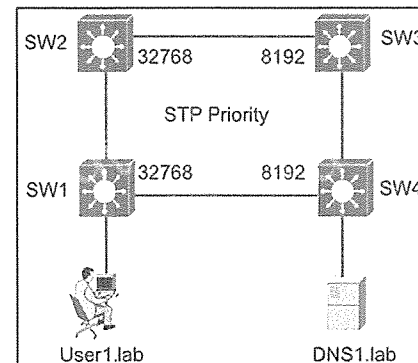 SW2
32768
8192
SW3
STP Priority
SW1
32768
8192
SW4
User1.lab
DNS1.lab